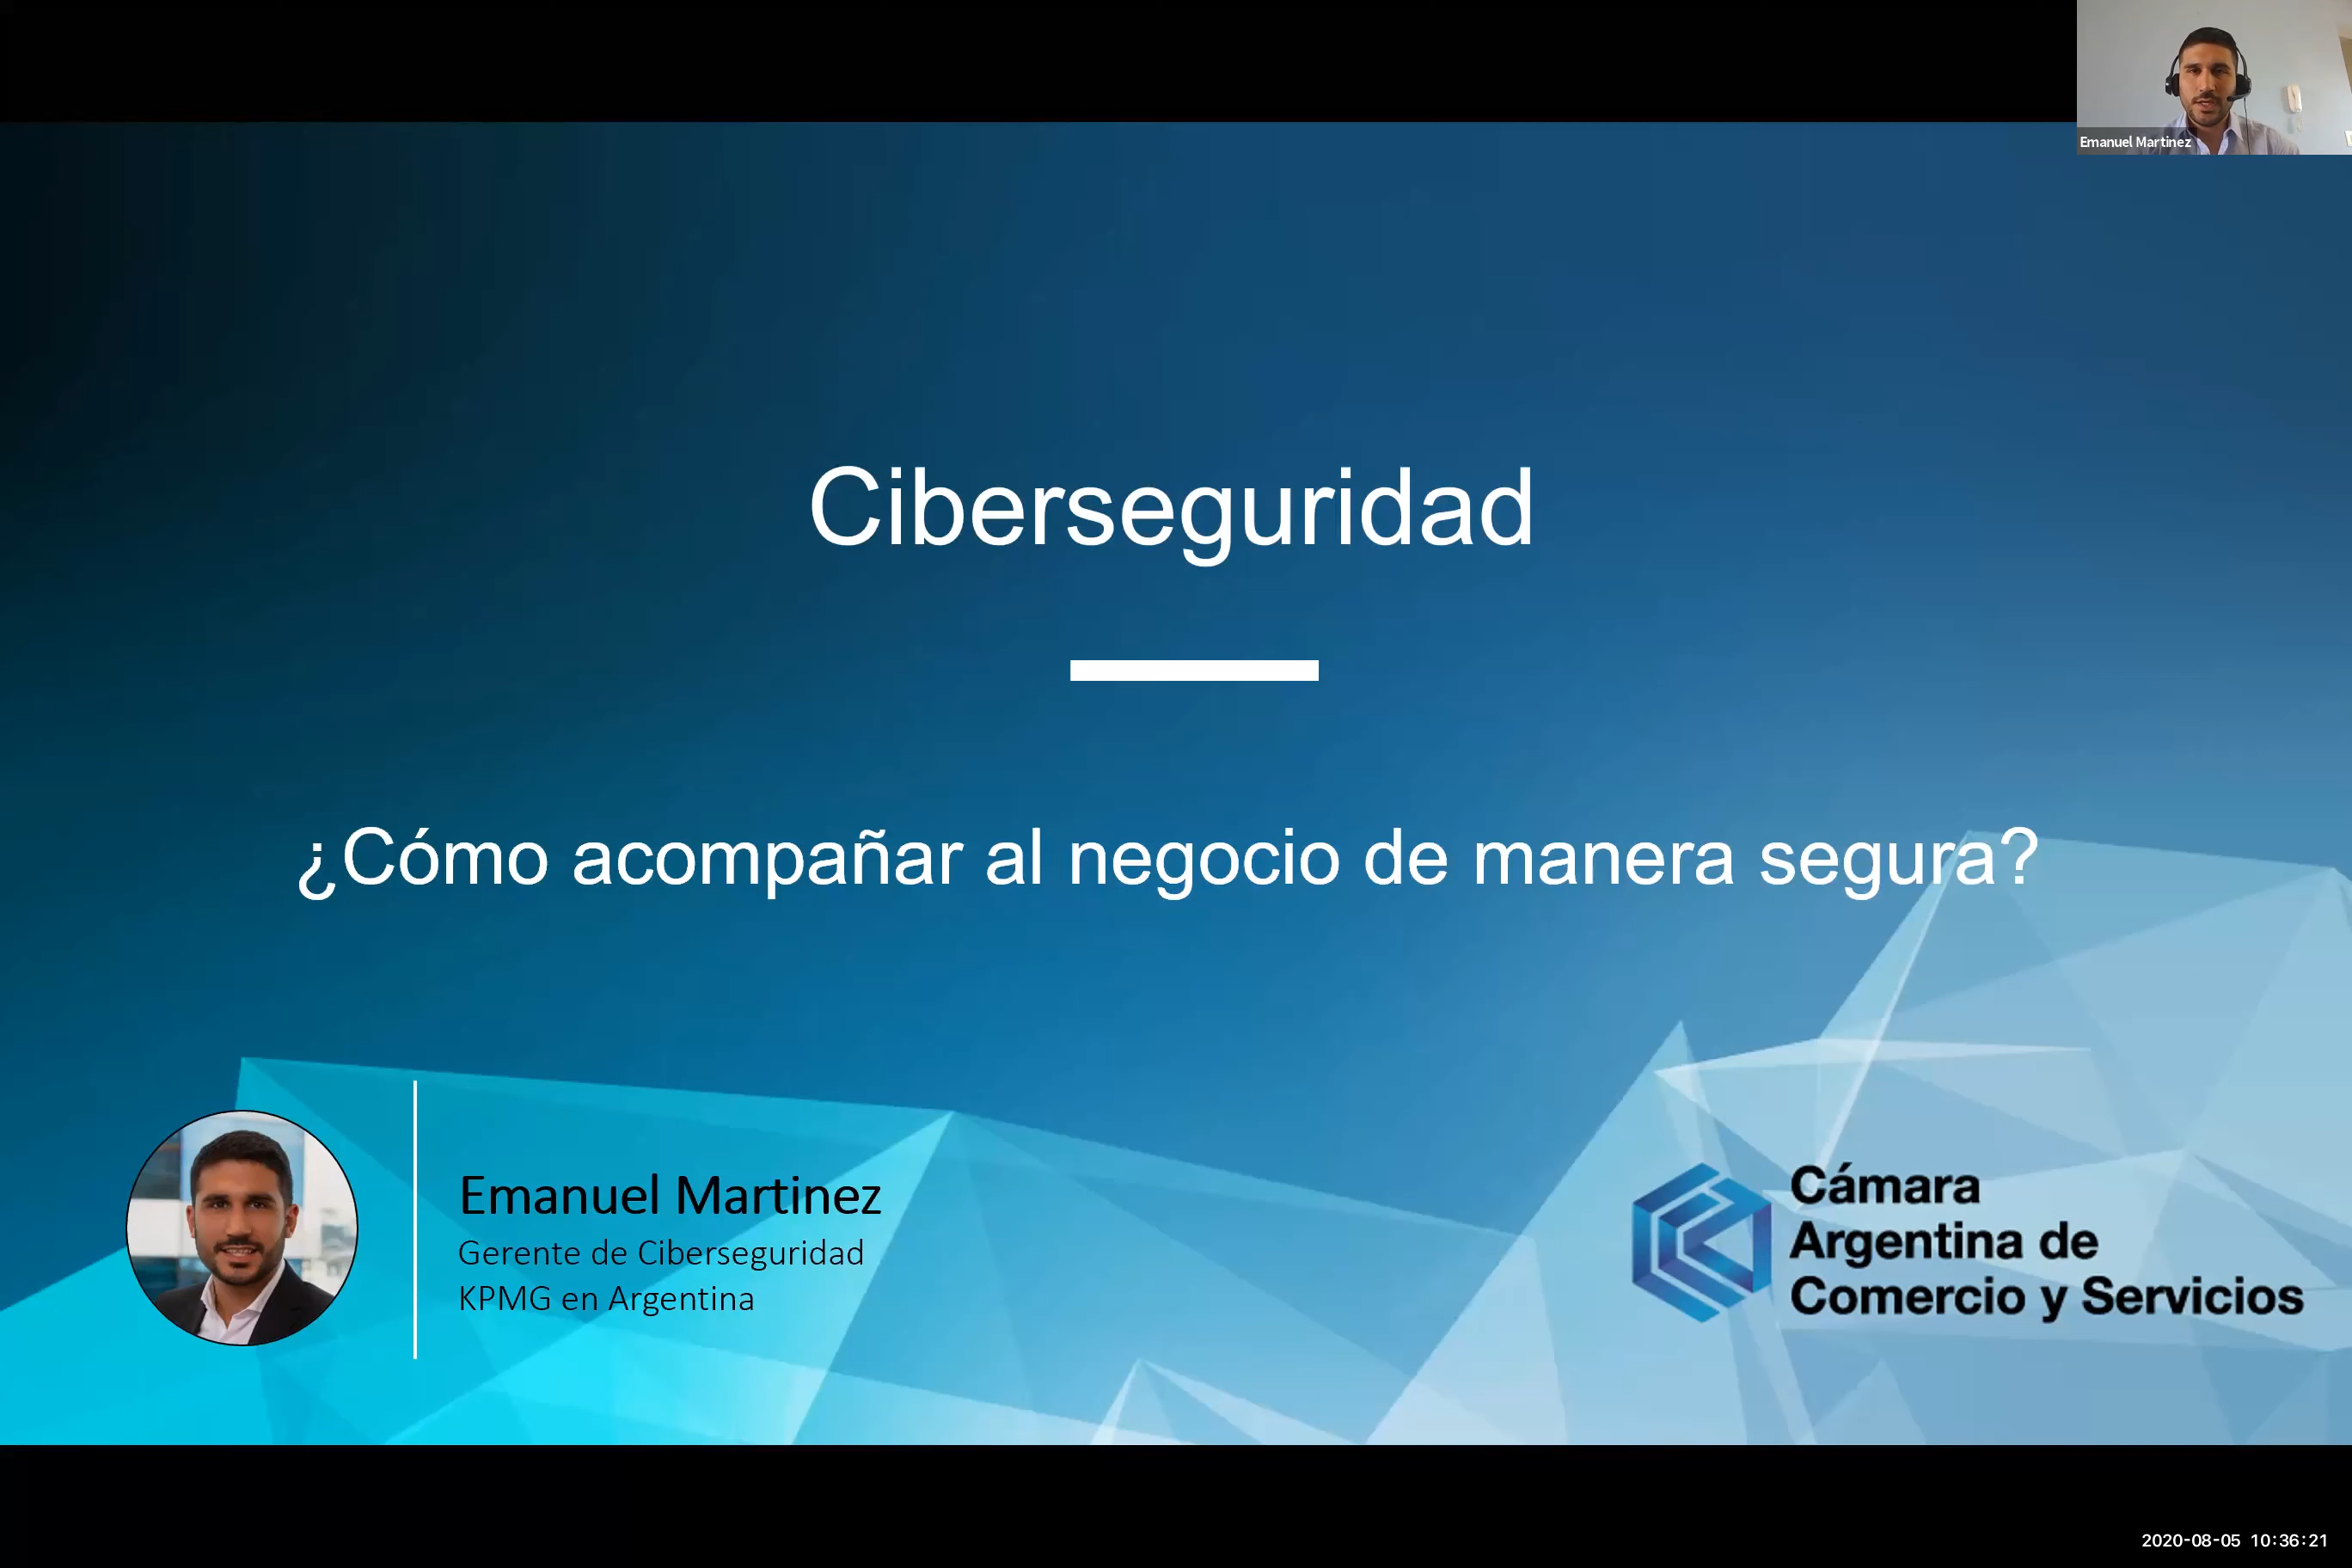 Emanuel Martinez
Ciberseguridad
¿Cómo acompañar al negocio de manera segura?
Emanuel Martinez
Gerente de Ciberseguridad
KPMG en Argentina
Cámara
Argentina de
Comercio y Servicios
2020-08-05 10:36:21